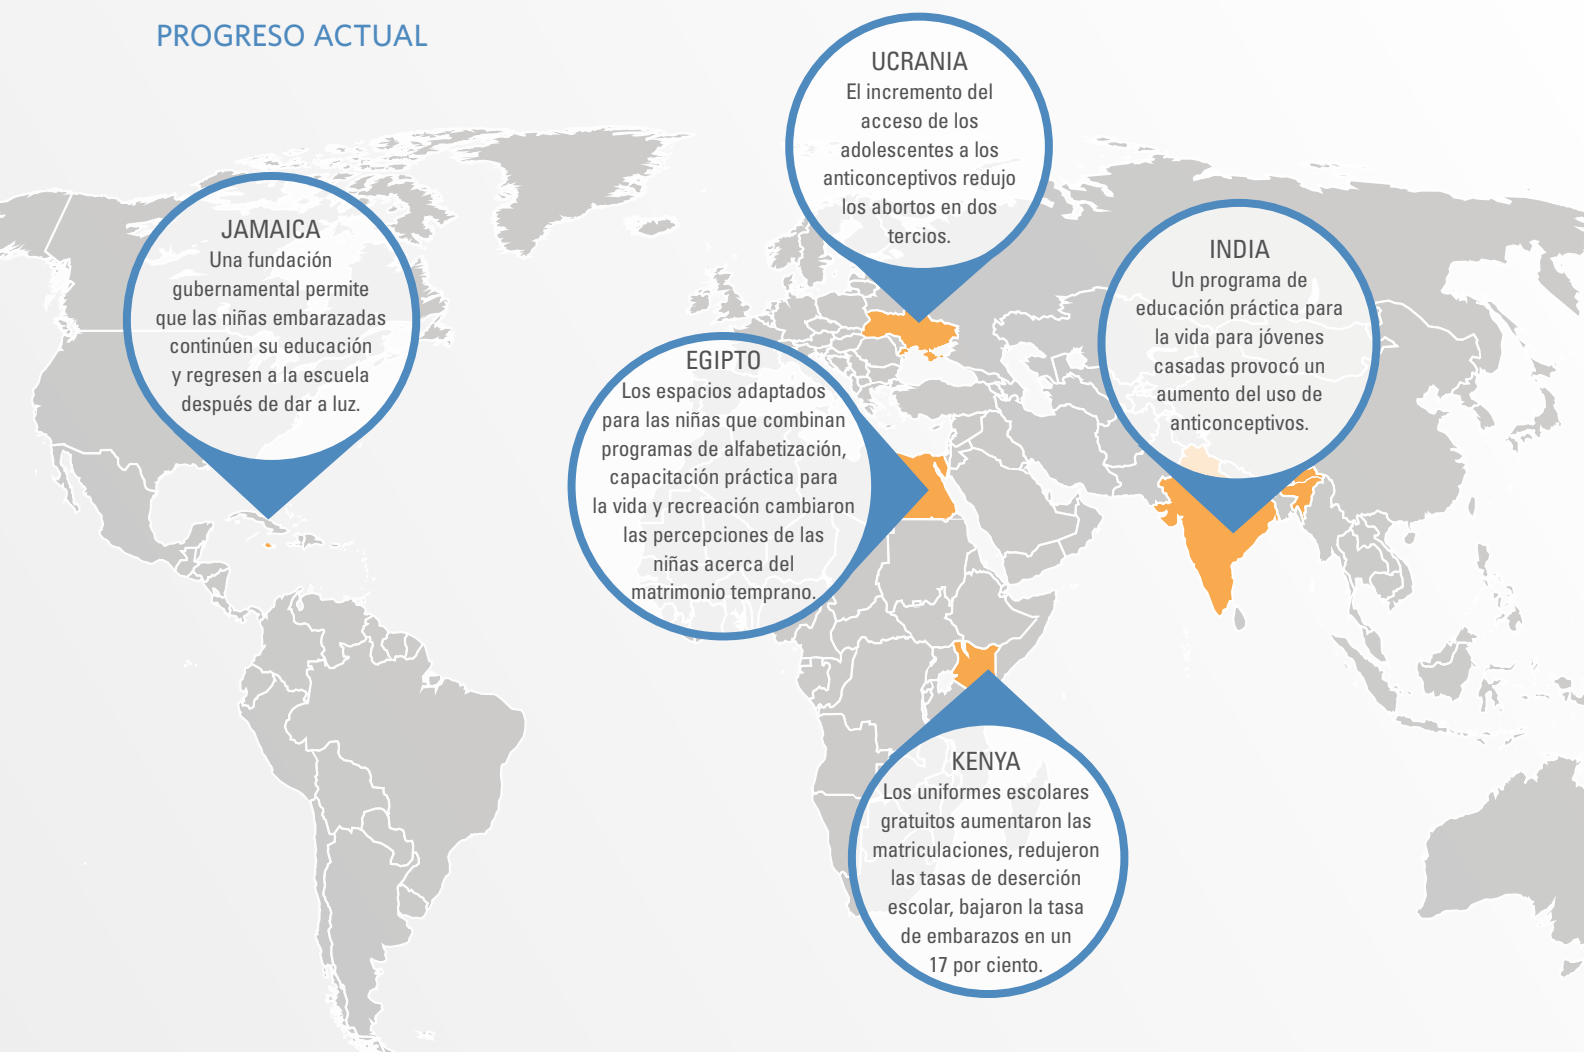 PROGRESO ACTUAL
UCRANIA
El incremento del
acceso de los
adolescentes a los
anticonceptivos redujo
los abortos en dos
tercios.
JAMAICA
Una fundación
gubernamental permite
que las niñas embarazadas
continúen su educación
y regresen a la escuela
después de dar a luz.
INDIA
Un programa de
educación práctica para
la vida para jóvenes
casadas provocó un
aumento del uso de
anticonceptivos.
EGIPTO
Los espacios adaptados
para las niñas que combinan
programas de alfabetización,
capacitación práctica para
la vida y recreación cambiaron
las percepciones de las
niñas acerca del
matrimonio temprano.
KENYA
Los uniformes escolares
gratuitos aumentaron las
matriculaciones, redujeron
las tasas de deserción
escolar, bajaron la tasa
de embarazos en un
17 por ciento.